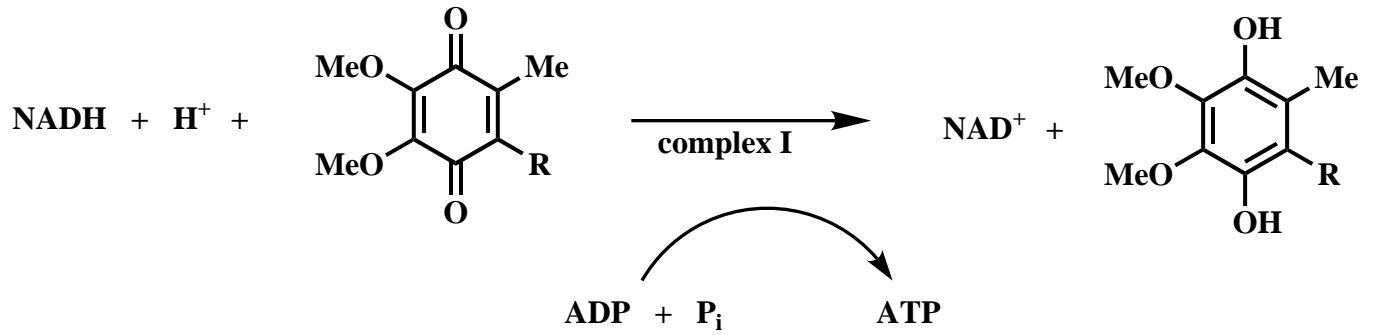 O
MeO Me
MeO R
O
NADH + H⁺ +
complex I
NAD⁺ +
OH
MeO Me
MeO R
OH
ADP + Pᵢ ATP